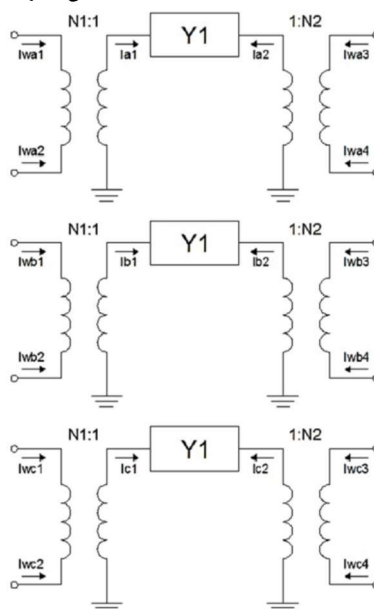 N1:1 Y1 1:N2
Iwa1 Ia1 Ia2 Iwa3
Iwa2 Iwa4
N1:1 Y1 1:N2
Iwb1 Ib1 Ib2 Iwb3
Iwb2 Iwb4
N1:1 Y1 1:N2
Iwc1 Ic1 Ic2 Iwc3
Iwc2 Iwc4